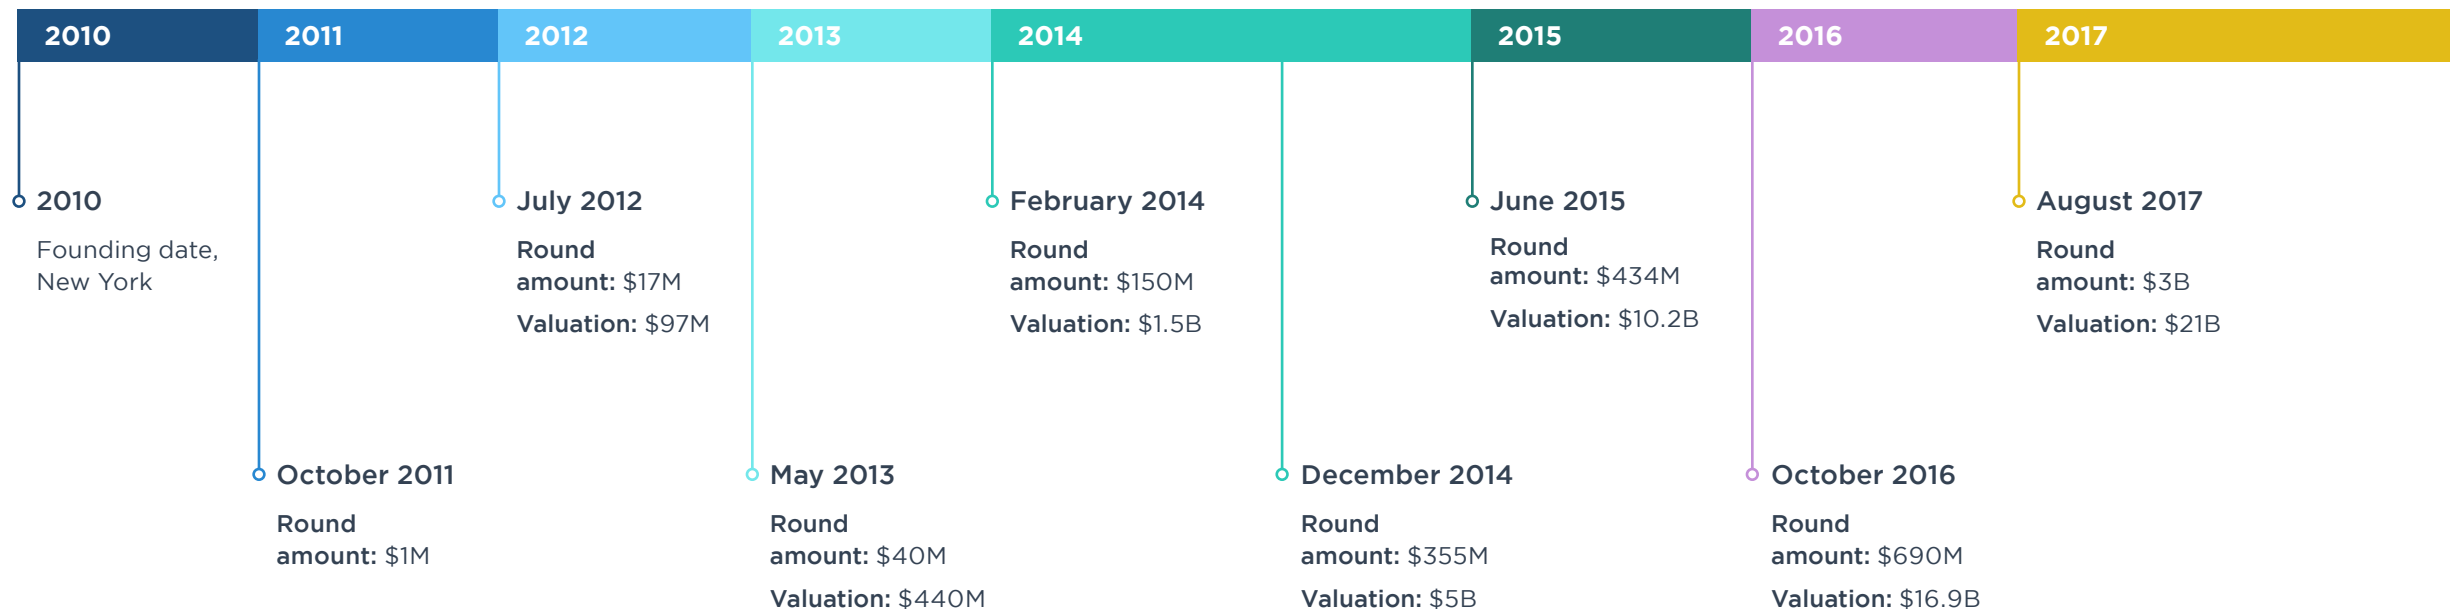 2010
2011
2012
2013
2014
2015
2016
2017
2010
Founding date,
New York
October 2011
Round
amount: $1M
July 2012
Round
amount: $17M
Valuation: $97M
May 2013
Round
amount: $40M
Valuation: $440M
February 2014
Round
amount: $150M
Valuation: $1.5B
December 2014
Round
amount: $355M
Valuation: $5B
June 2015
Round
amount: $434M
Valuation: $10.2B
October 2016
Round
amount: $690M
Valuation: $16.9B
August 2017
Round
amount: $3B
Valuation: $21B